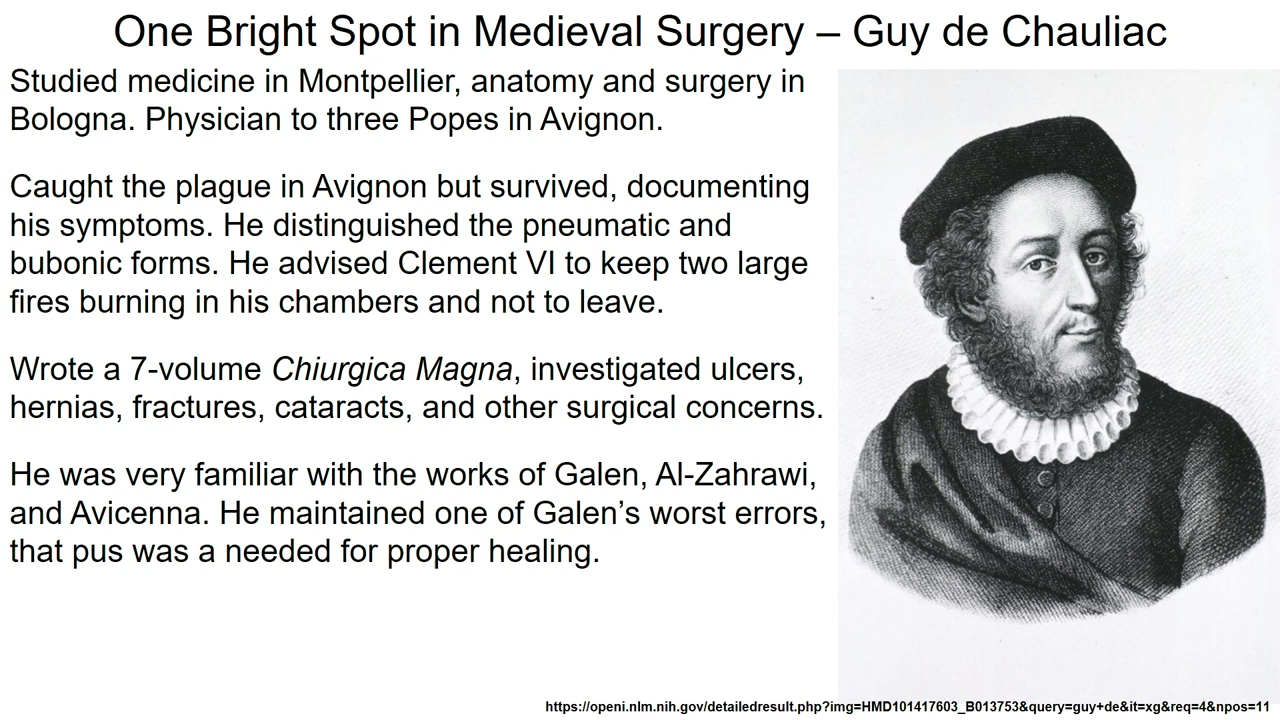 One Bright Spot in Medieval Surgery – Guy de Chauliac
Studied medicine in Montpellier, anatomy and surgery in
Bologna. Physician to three Popes in Avignon.
Caught the plague in Avignon but survived, documenting
his symptoms. He distinguished the pneumatic and
bubonic forms. He advised Clement VI to keep two large
fires burning in his chambers and not to leave.
Wrote a 7-volume Chiurgica Magna, investigated ulcers,
hernias, fractures, cataracts, and other surgical concerns.
He was very familiar with the works of Galen, Al-Zahrawi,
and Avicenna. He maintained one of Galen’s worst errors,
that pus was a needed for proper healing.
https://openi.nlm.nih.gov/detailedresult.php?img=HMD101417603_B013753&query=guy+de&it=xg&req=4&npos=11